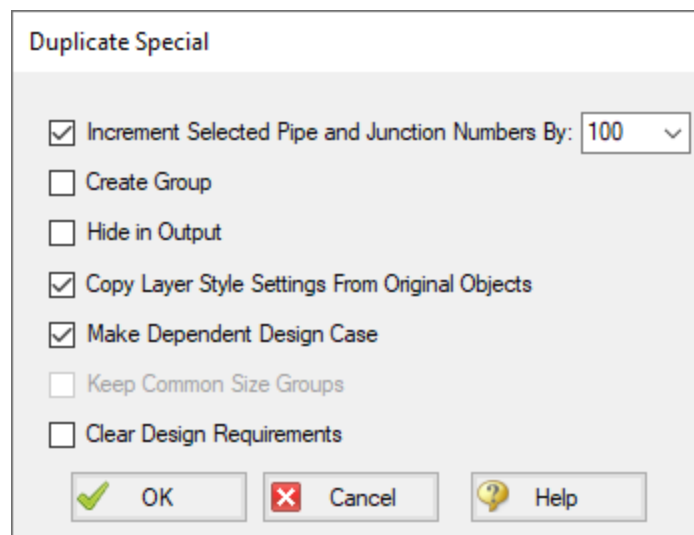 Duplicate Special
Increment Selected Pipe and Junction Numbers By: 100
Create Group
Hide in Output
Copy Layer Style Settings From Original Objects
Make Dependent Design Case
Keep Common Size Groups
Clear Design Requirements
OK Cancel Help